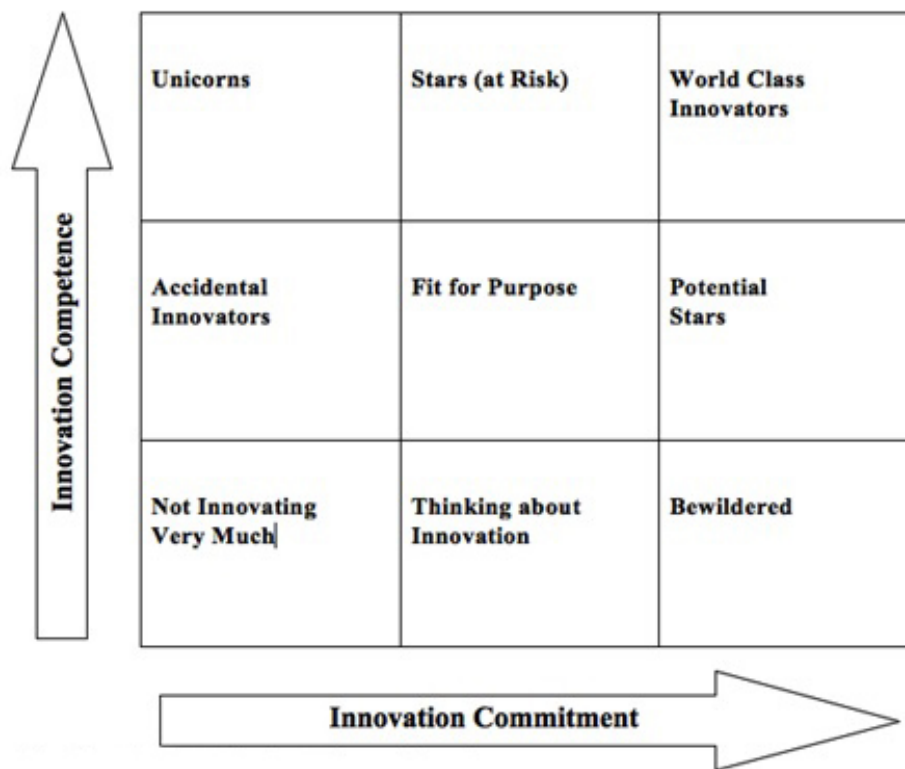 Unicorns
Stars (at Risk)
World Class
Innovators
Accidental
Innovators
Fit for Purpose
Potential
Stars
Not Innovating
Very Much
Thinking about
Innovation
Bewildered
Innovation Competence
Innovation Commitment